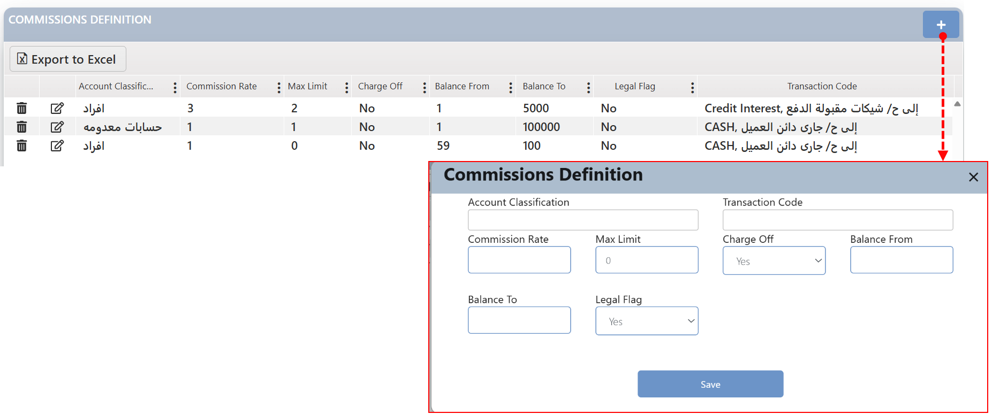 COMMISSIONS DEFINITION
+
Export to Excel
Account Classific... Commission Rate Max Limit Charge Off Balance From Balance To Legal Flag Transaction Code
افراد 3 2 No 1 5000 No Credit Interest, إلى ح/ شيكات مقبولة الدفع
حسابات معدومه 1 1 No 1 100000 No CASH, إلى ح/ جارى دائن العميل
افراد 1 0 No 59 100 No CASH, إلى ح/ جارى دائن العميل
Commissions Definition
Account Classification Transaction Code
Commission Rate Max Limit Charge Off Balance From
0 Yes
Balance To Legal Flag
Yes
Save